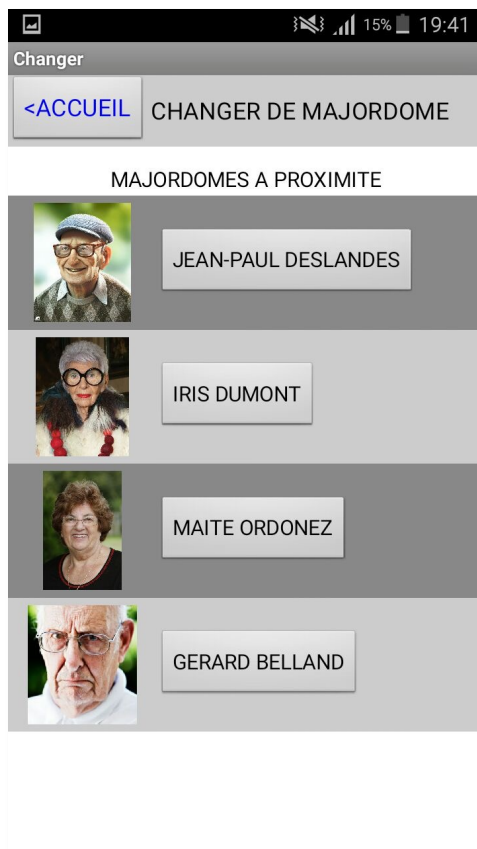 15% 19:41
Changer
<ACCUEIL CHANGER DE MAJORDOME
MAJORDOMES A PROXIMITE
JEAN-PAUL DESLANDES
IRIS DUMONT
MAITE ORDONEZ
GERARD BELLAND